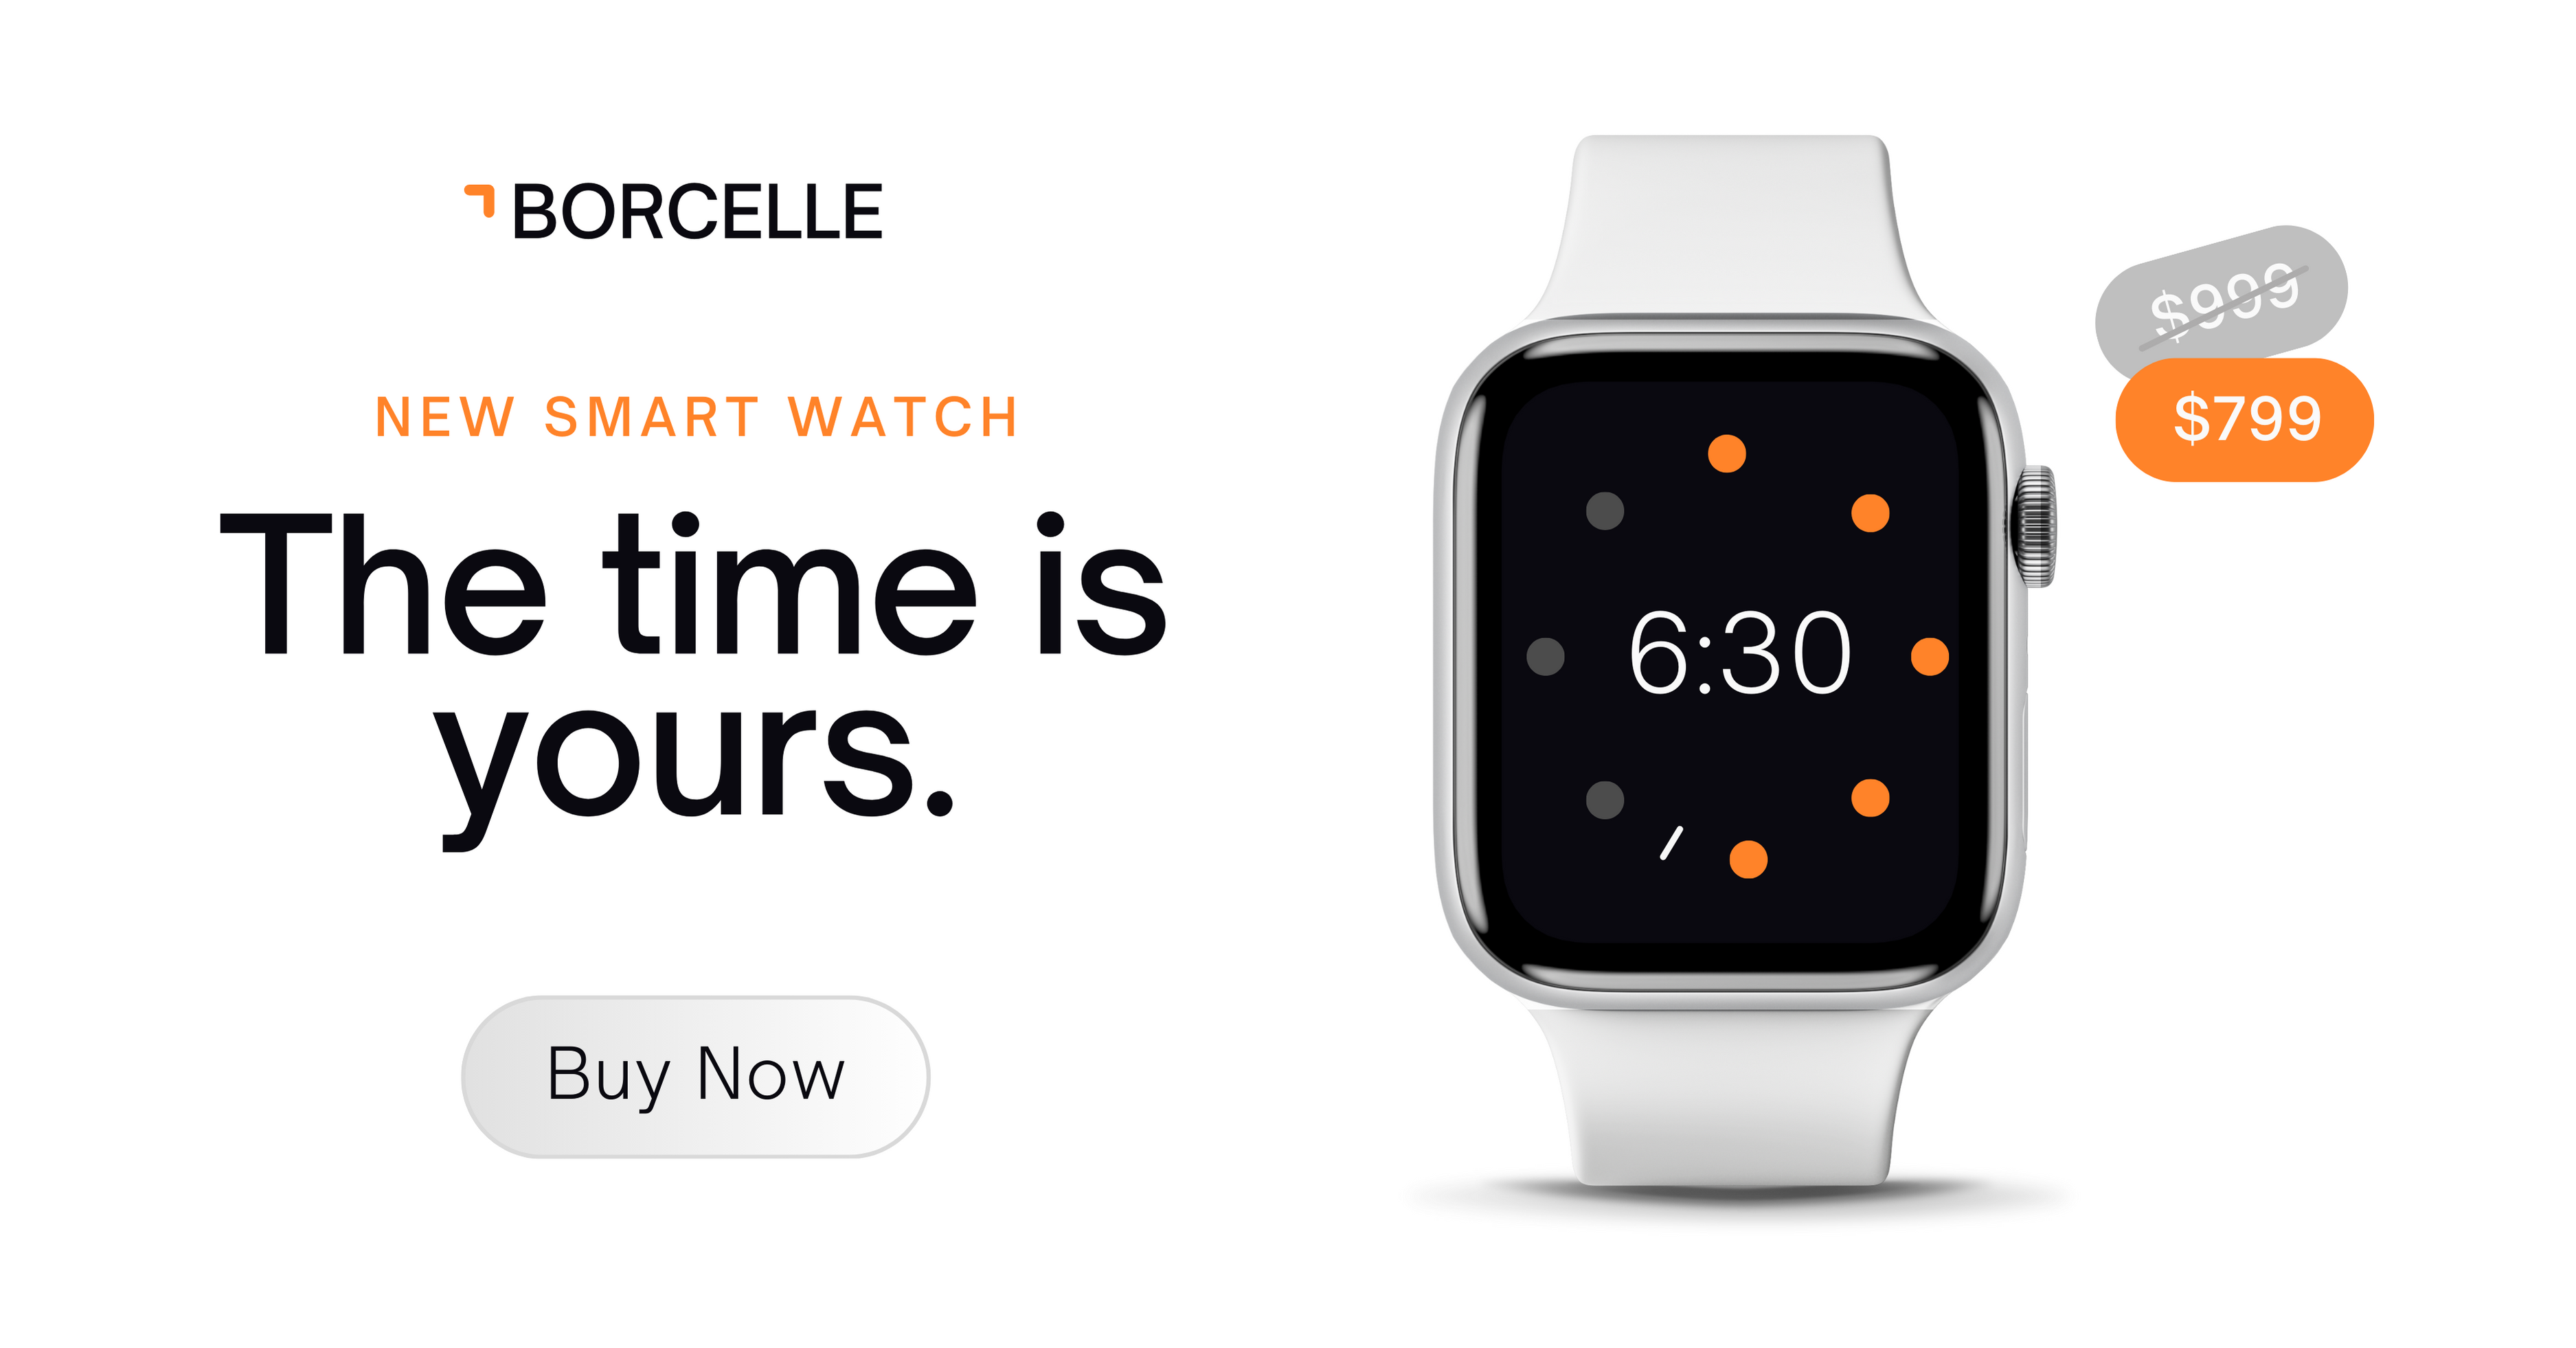 BORCELLE
NEW SMART WATCH
The time is
yours.
Buy Now
6:30
$999
$799